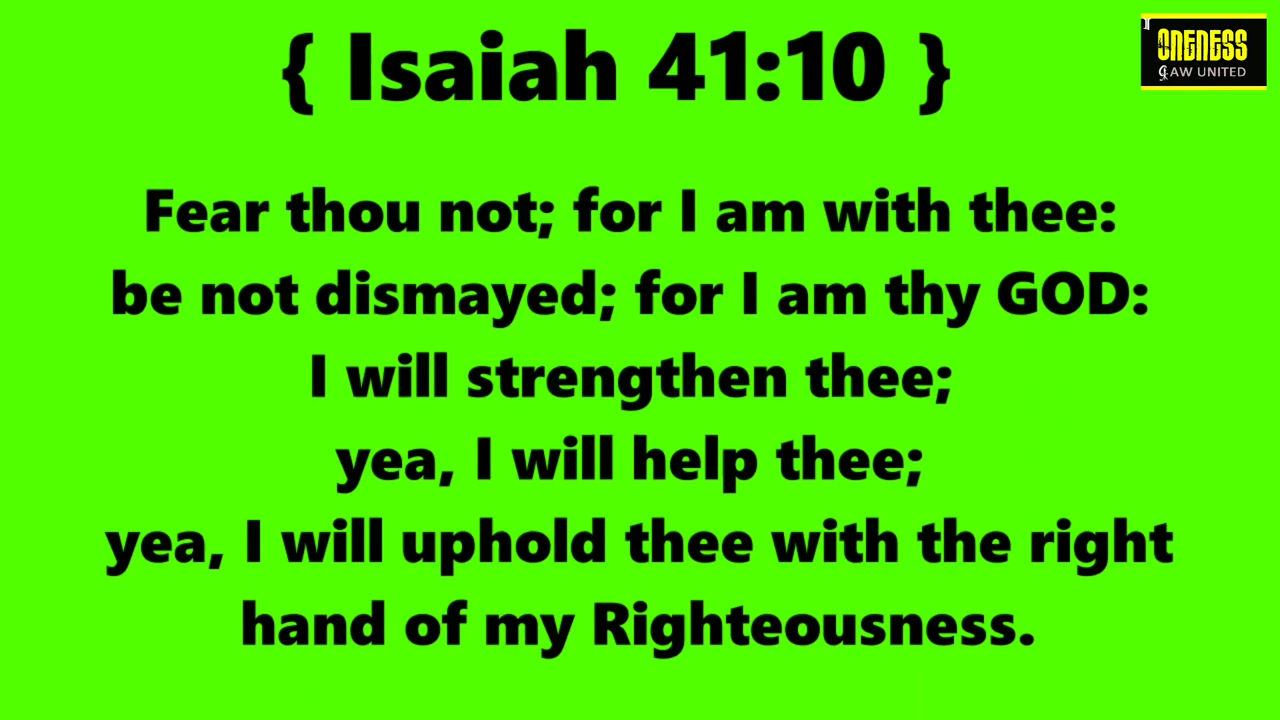 { Isaiah 41:10 }
ONENESS
GAW UNITED
Fear thou not; for I am with thee:
be not dismayed; for I am thy GOD:
I will strengthen thee;
yea, I will help thee;
yea, I will uphold thee with the right
hand of my Righteousness.